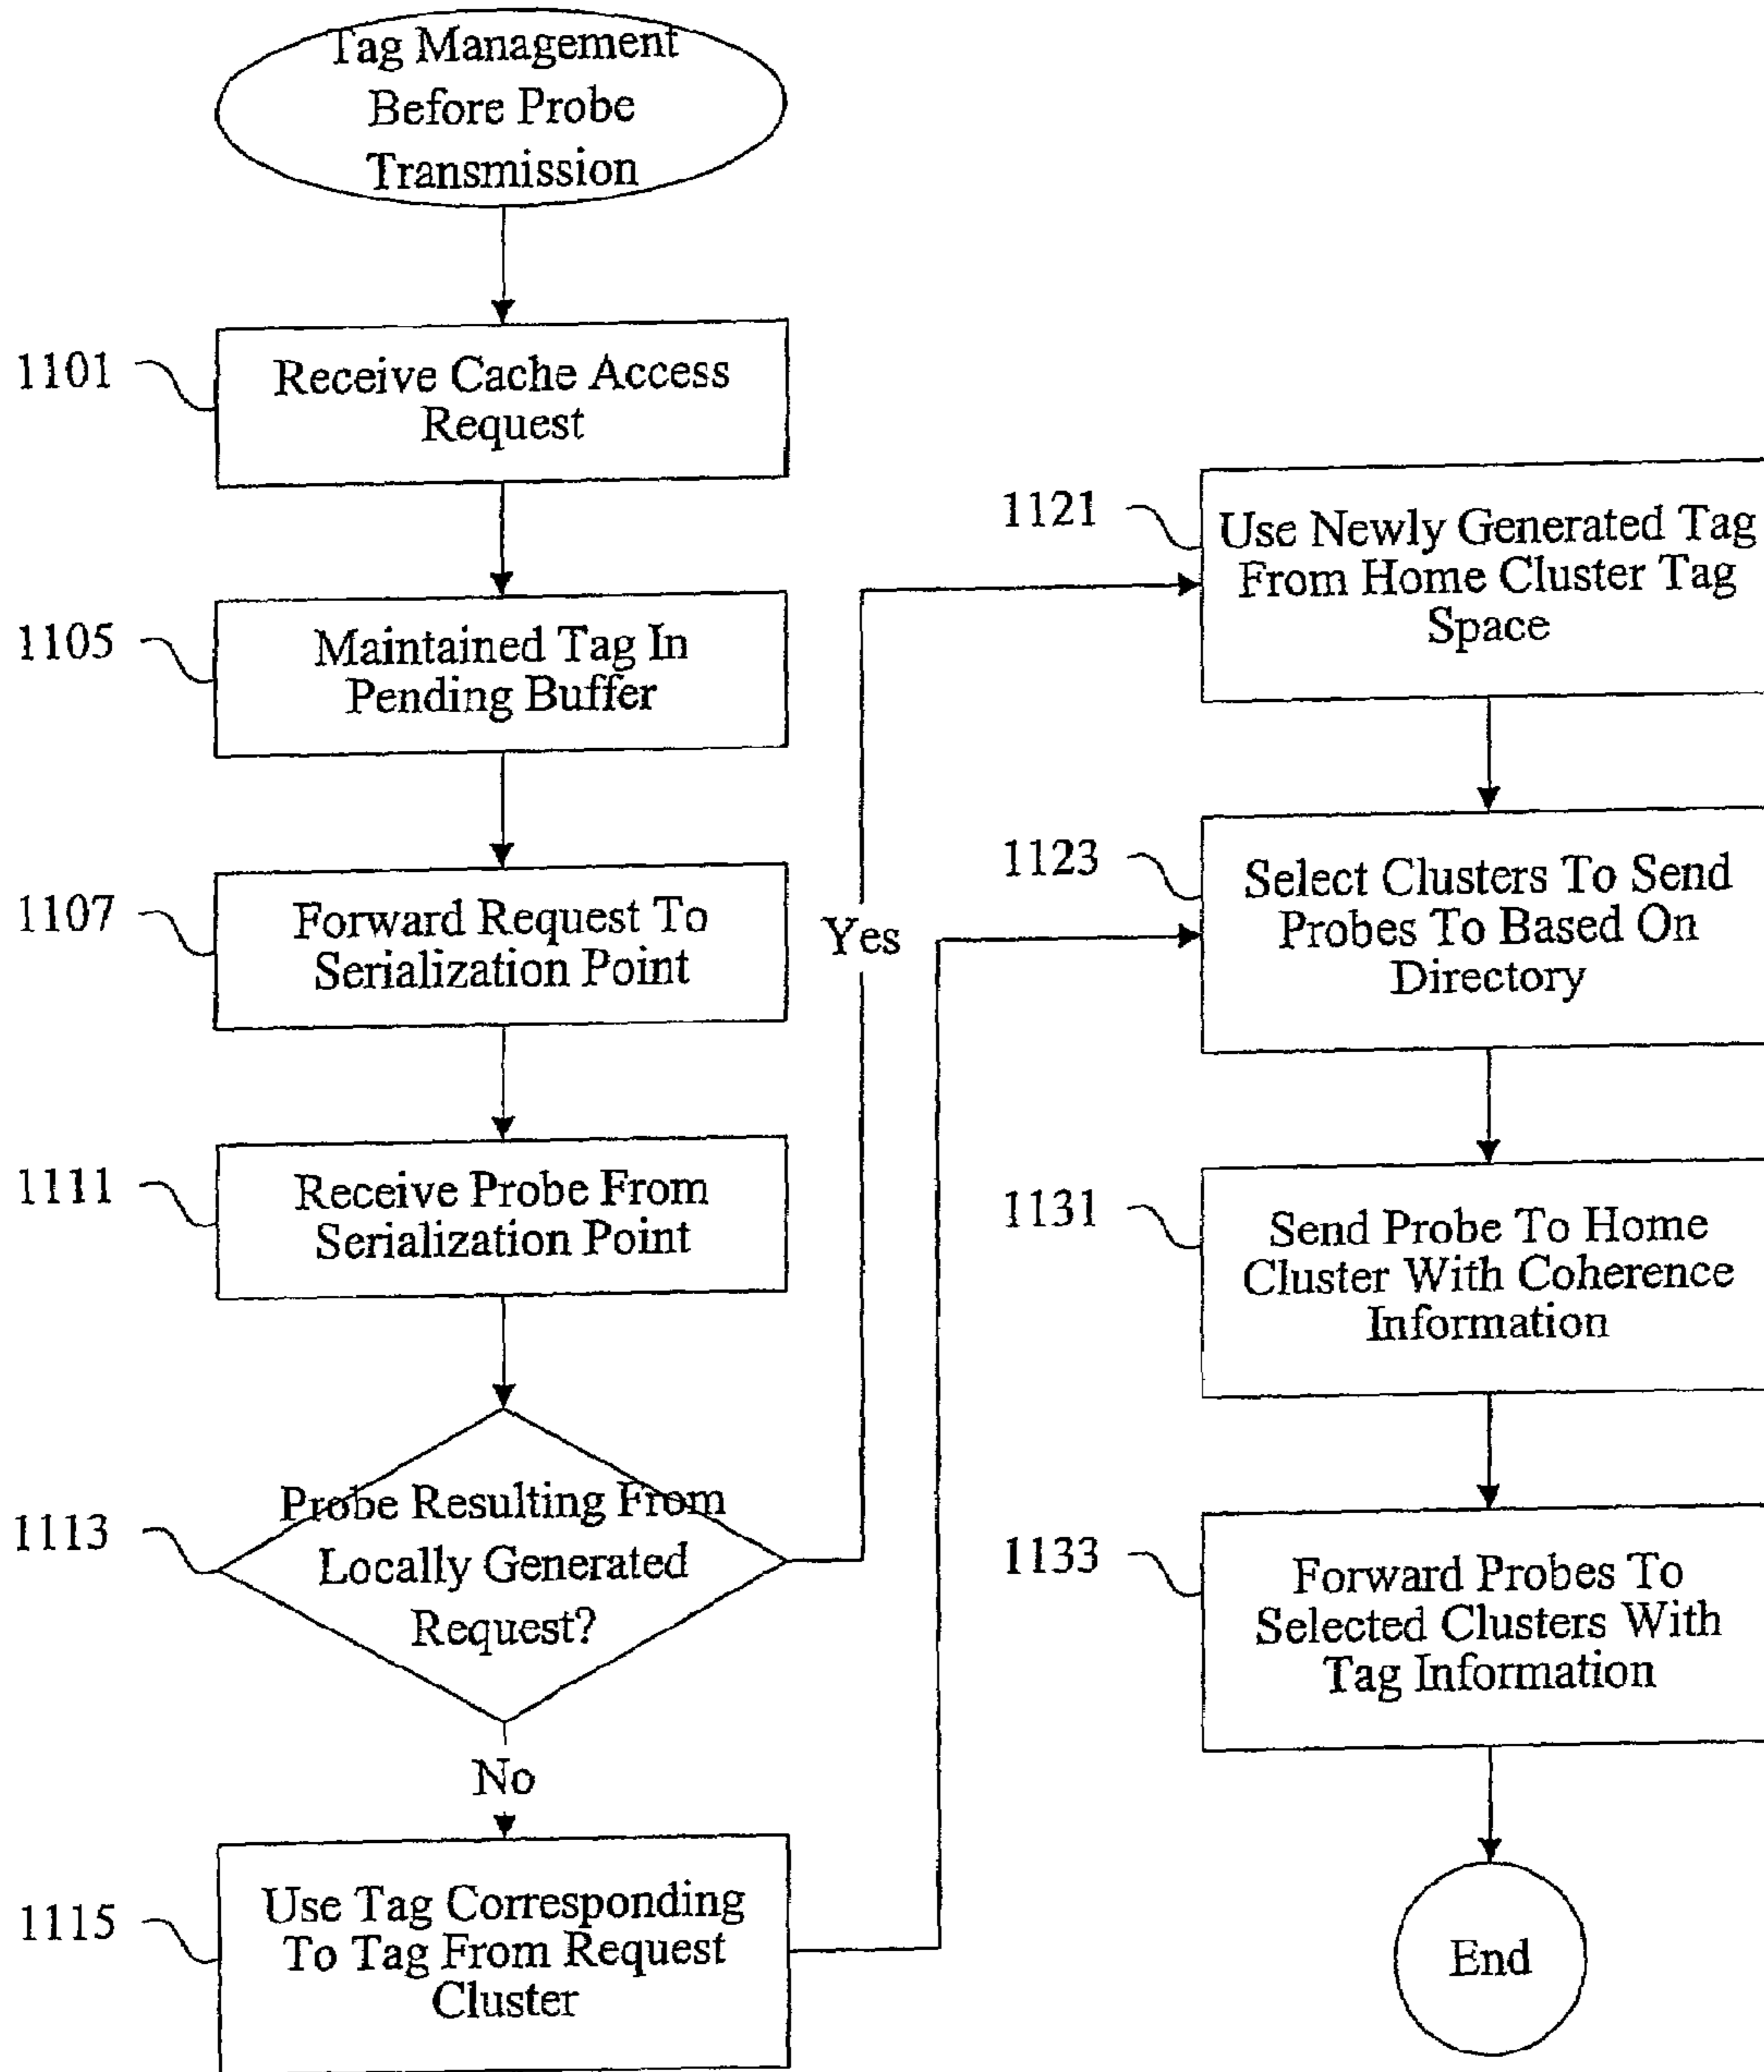 Tag Management
Before Probe
Transmission
1101
Receive Cache Access
Request
1105
Maintained Tag In
Pending Buffer
1107
Forward Request To
Serialization Point
1111
Receive Probe From
Serialization Point
1113
Probe Resulting From
Locally Generated
Request?
Yes
No
1115
Use Tag Corresponding
To Tag From Request
Cluster
1121
Use Newly Generated Tag
From Home Cluster Tag
Space
1123
Select Clusters To Send
Probes To Based On
Directory
1131
Send Probe To Home
Cluster With Coherence
Information
1133
Forward Probes To
Selected Clusters With
Tag Information
End